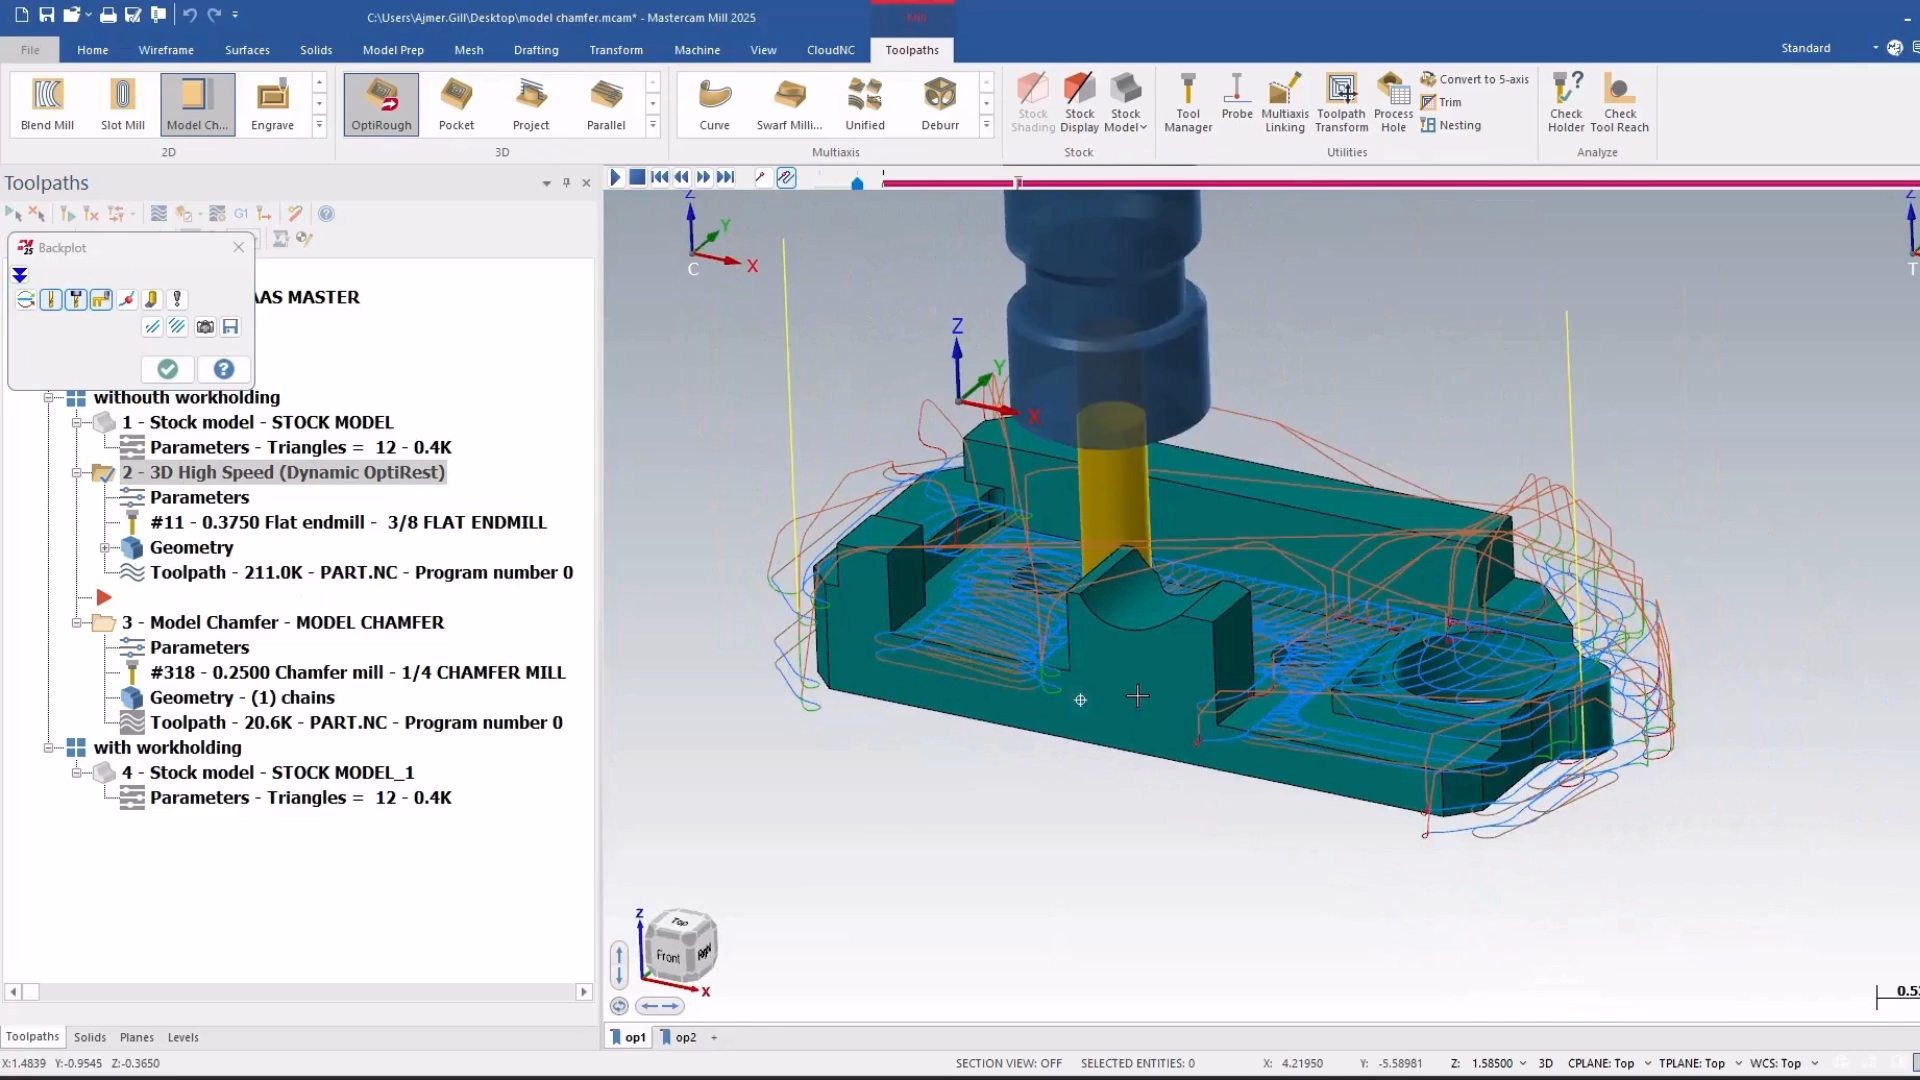 C:\Users\Ajmer.Gill\Desktop\model chamfer.mcam* - Mastercam Mill 2025
Mill
File Home Wireframe Surfaces Solids Model Prep Mesh Drafting Transform Machine View CloudNC Toolpaths Standard
Blend Mill Slot Mill Model Ch... Engrave
2D
OptiRough Pocket Project Parallel
3D
Curve Swarf Milli... Unified Deburr
Multiaxis
Stock Shading Stock Display Stock Model
Stock
Tool Manager Probe Multiaxis Linking Toolpath Transform Process Hole
Convert to 5-axis
Trim
Nesting
Utilities
Check Holder Check Tool Reach
Analyze
Toolpaths
G1
Backplot
AAS MASTER
withouth workholding
1 - Stock model - STOCK MODEL
Parameters - Triangles = 12 - 0.4K
2 - 3D High Speed (Dynamic OptiRest)
Parameters
#11 - 0.3750 Flat endmill - 3/8 FLAT ENDMILL
Geometry
Toolpath - 211.0K - PART.NC - Program number 0
3 - Model Chamfer - MODEL CHAMFER
Parameters
#318 - 0.2500 Chamfer mill - 1/4 CHAMFER MILL
Geometry - (1) chains
Toolpath - 20.6K - PART.NC - Program number 0
with workholding
4 - Stock model - STOCK MODEL_1
Parameters - Triangles = 12 - 0.4K
Z Y X C
Z Y X
Z T
Z Top Front Right X
0.5
Toolpaths Solids Planes Levels
op1 op2 +
X:1.4839 Y:-0.9545 Z:-0.3650
SECTION VIEW: OFF SELECTED ENTITIES: 0 X: 4.21950 Y: -5.58981 Z: 1.58500 3D CPLANE: Top TPLANE: Top WCS: Top